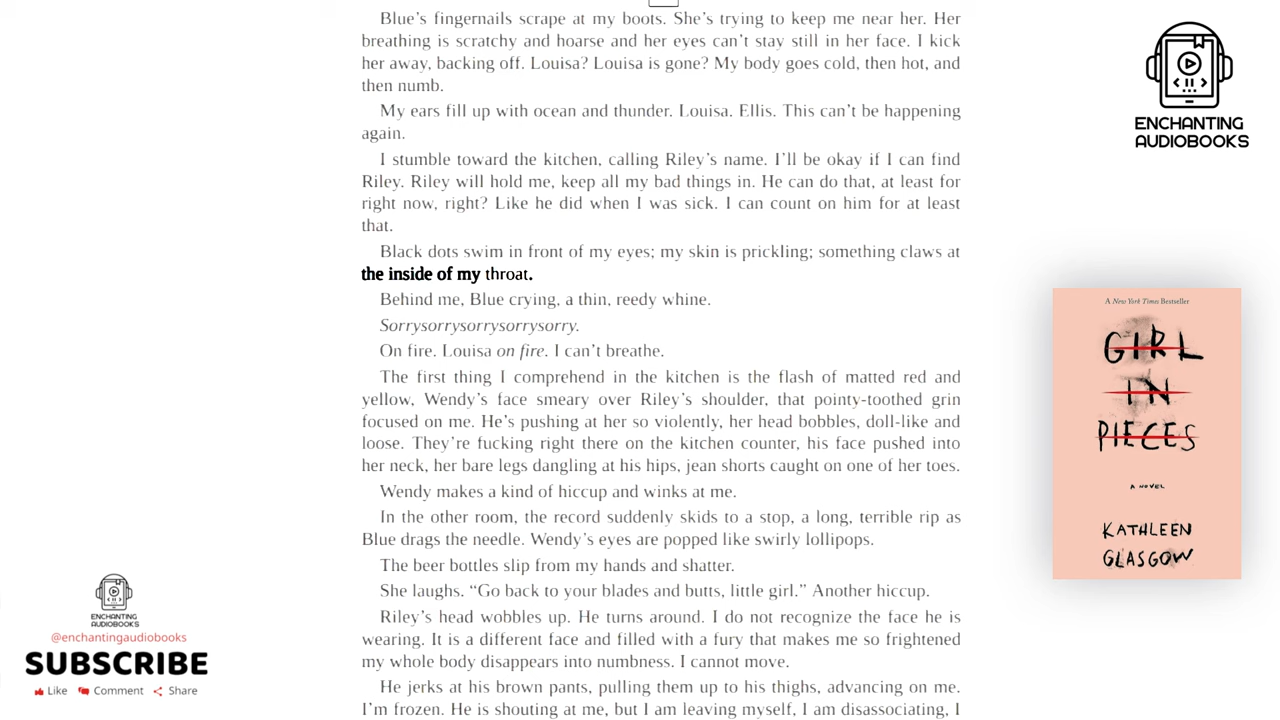 Blue's fingernails scrape at my boots. She's trying to keep me near her. Her
breathing is scratchy and hoarse and her eyes can't stay still in her face. I kick
her away, backing off. Louisa? Louisa is gone? My body goes cold, then hot, and
then numb.
My ears fill up with ocean and thunder. Louisa. Ellis. This can't be happening
again.
I stumble toward the kitchen, calling Riley's name. I'll be okay if I can find
Riley. Riley will hold me, keep all my bad things in. He can do that, at least for
right now, right? Like he did when I was sick. I can count on him for at least
that.
Black dots swim in front of my eyes; my skin is prickling; something claws at
the inside of my throat.
Behind me, Blue crying, a thin, reedy whine.
Sorrysorrysorrysorrysorry.
On fire. Louisa on fire. I can't breathe.
The first thing I comprehend in the kitchen is the flash of matted red and
yellow, Wendy's face smeary over Riley's shoulder, that pointy-toothed grin
focused on me. He's pushing at her so violently, her head bobbles, doll-like and
loose. They're fucking right there on the kitchen counter, his face pushed into
her neck, her bare legs dangling at his hips, jean shorts caught on one of her toes.
Wendy makes a kind of hiccup and winks at me.
In the other room, the record suddenly skids to a stop, a long, terrible rip as
Blue drags the needle. Wendy's eyes are popped like swirly lollipops.
The beer bottles slip from my hands and shatter.
She laughs. “Go back to your blades and butts, little girl.” Another hiccup.
Riley's head wobbles up. He turns around. I do not recognize the face he is
wearing. It is a different face and filled with a fury that makes me so frightened
my whole body disappears into numbness. I cannot move.
He jerks at his brown pants, pulling them up to his thighs, advancing on me.
I'm frozen. He is shouting at me, but I am leaving myself, I am disassociating, I
ENCHANTING
AUDIOBOOKS
A New York Times Bestseller
GIRL
IN
PIECES
A NOVEL
KATHLEEN
GLASGOW
ENCHANTING
AUDIOBOOKS
@enchantingaudiobooks
SUBSCRIBE
Like Comment Share